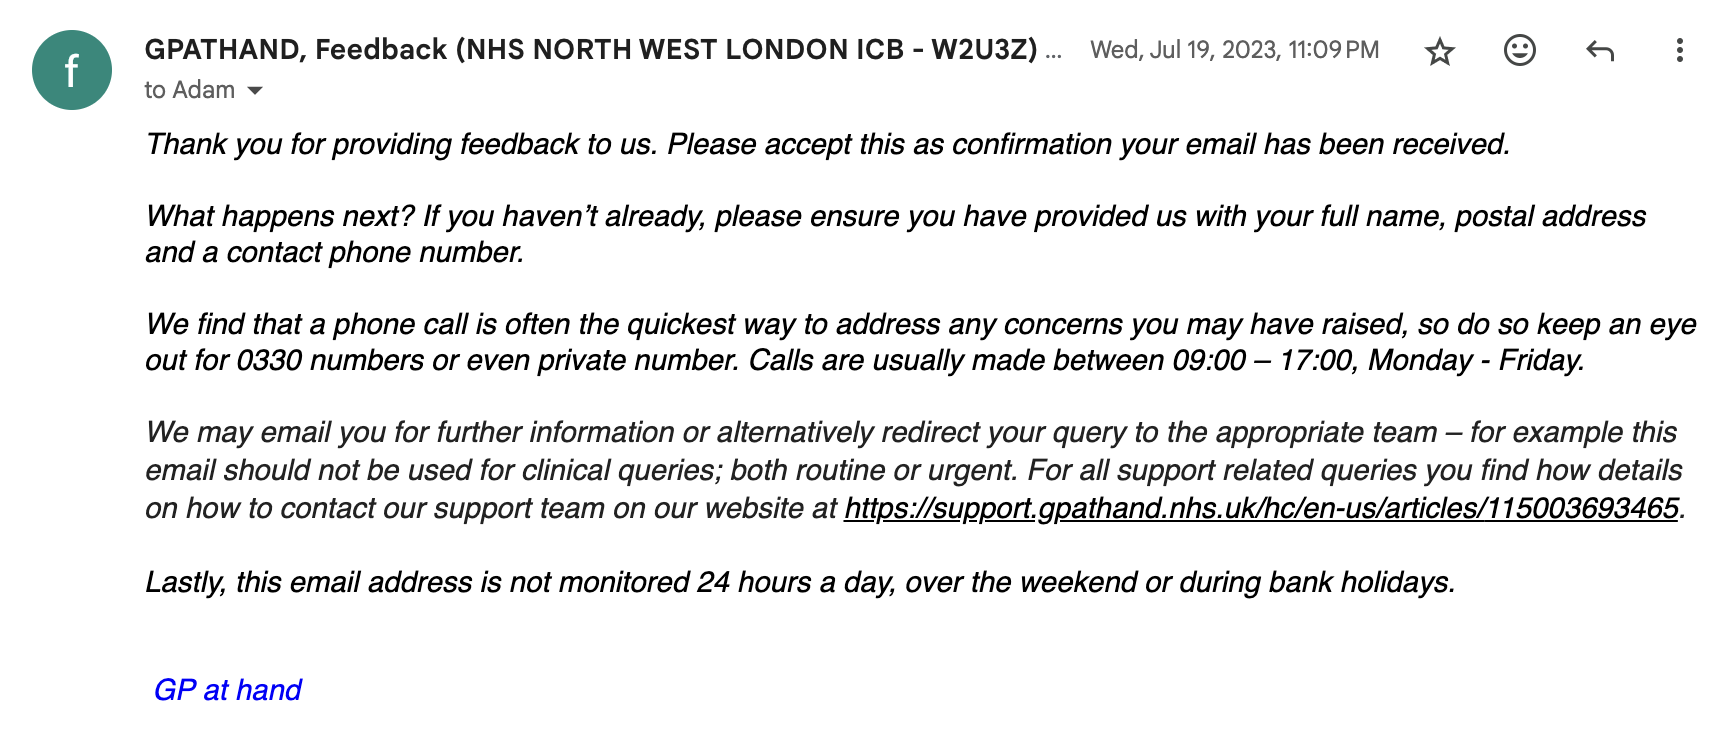 f
GPATHAND, Feedback (NHS NORTH WEST LONDON ICB - W2U3Z) ... Wed, Jul 19, 2023, 11:09 PM
to Adam
Thank you for providing feedback to us. Please accept this as confirmation your email has been received.
What happens next? If you haven’t already, please ensure you have provided us with your full name, postal address
and a contact phone number.
We find that a phone call is often the quickest way to address any concerns you may have raised, so do so keep an eye
out for 0330 numbers or even private number. Calls are usually made between 09:00 – 17:00, Monday - Friday.
We may email you for further information or alternatively redirect your query to the appropriate team – for example this
email should not be used for clinical queries; both routine or urgent. For all support related queries you find how details
on how to contact our support team on our website at https://support.gpathand.nhs.uk/hc/en-us/articles/115003693465.
Lastly, this email address is not monitored 24 hours a day, over the weekend or during bank holidays.
GP at hand